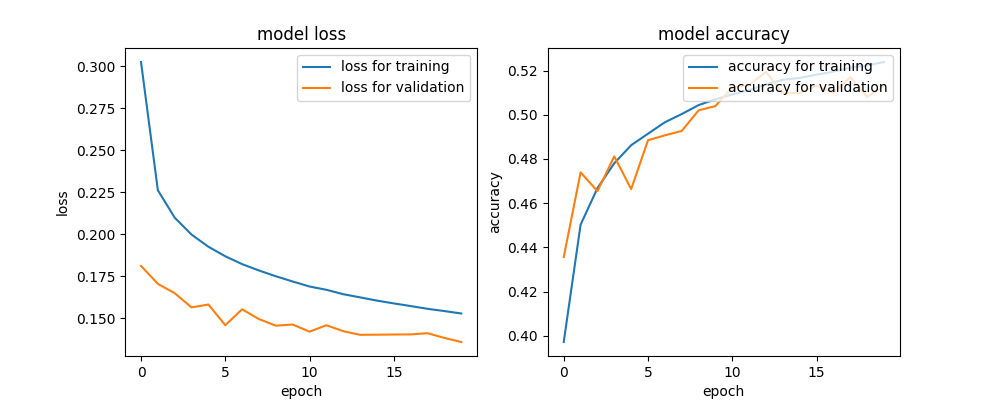 model loss
loss for training
loss for validation
0.300
0.275
0.250
0.225
0.200
0.175
0.150
loss
0
5
10
15
epoch
model accuracy
accuracy for training
accuracy for validation
0.52
0.50
0.48
0.46
0.44
0.42
0.40
accuracy
0
5
10
15
epoch